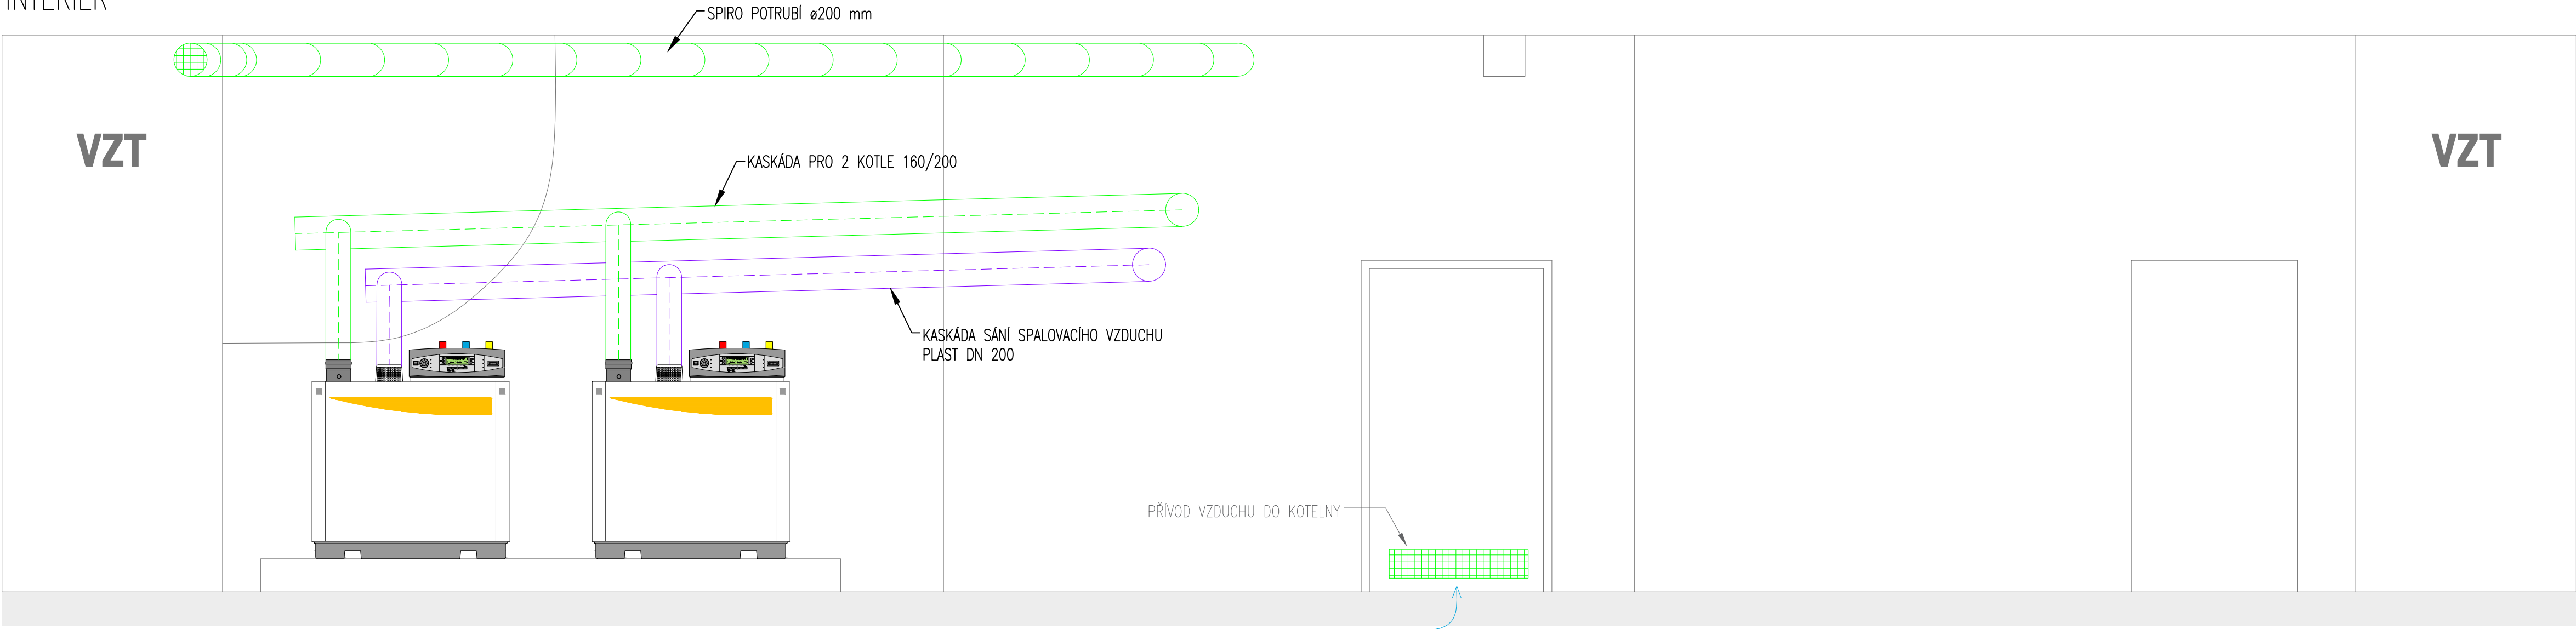 INTERIÉR
SPIRO POTRUBÍ ø200 mm
VZT
KASKÁDA PRO 2 KOTLE 160/200
VZT
KASKÁDA SÁNÍ SPALOVACÍHO VZDUCHU
PLAST DN 200
PŘÍVOD VZDUCHU DO KOTELNY